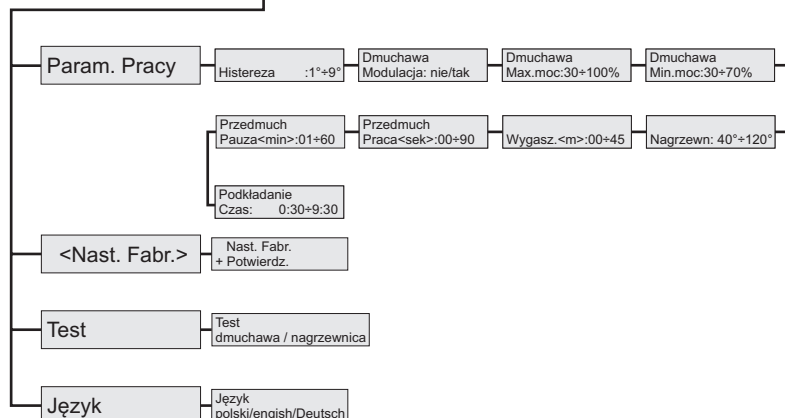 Param. Pracy
Histereza :1°÷9°
Dmuchawa
Modulacja: nie/tak
Dmuchawa
Max.moc:30÷100%
Dmuchawa
Min.moc:30÷70%
Przedmuch
Pauza<min>:01÷60
Przedmuch
Praca<sek>:00÷90
Wygasz.<m>:00÷45
Nagrzewn: 40°÷120°
Podkładanie
Czas: 0:30÷9:30
<Nast. Fabr.>
Nast. Fabr.
+ Potwierdz.
Test
Test
dmuchawa / nagrzewnica
Język
Język
polski/engish/Deutsch